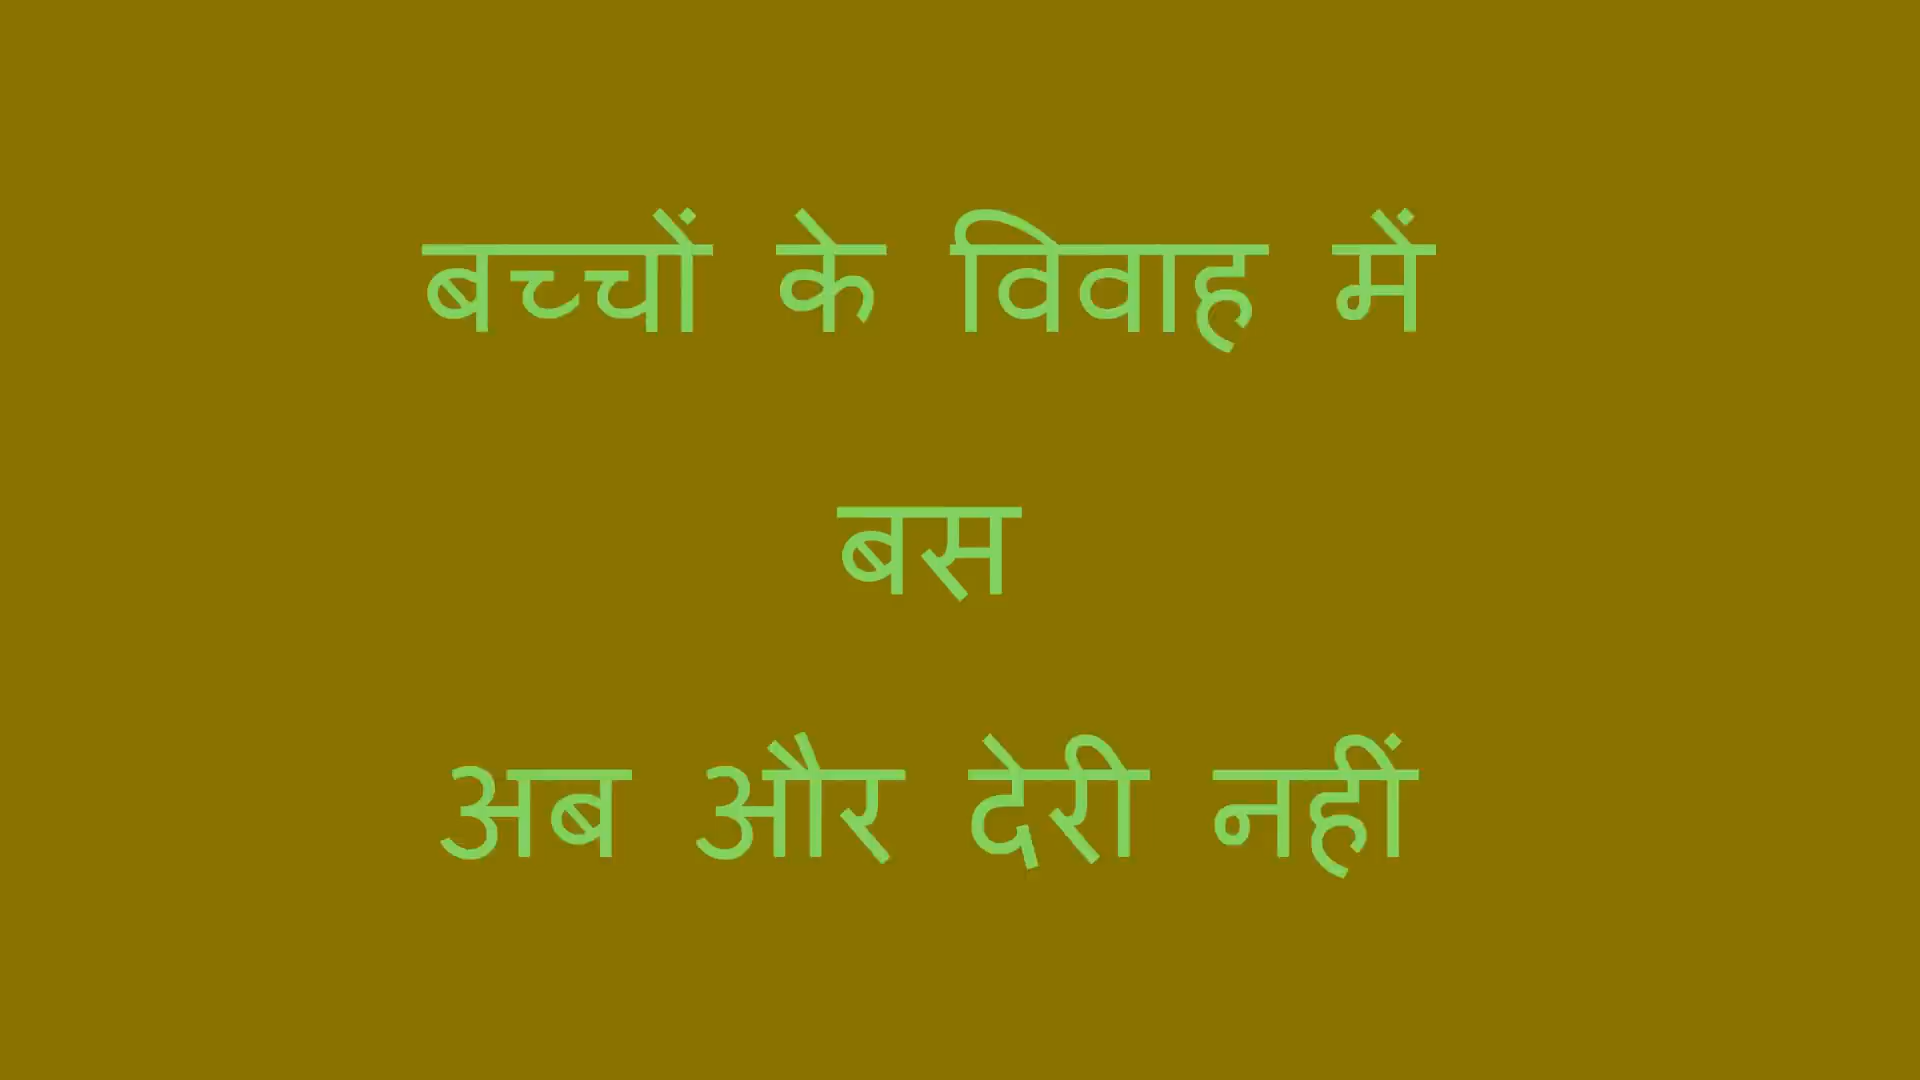 बच्चों के विवाह में
बस
अब और देरी नहीं